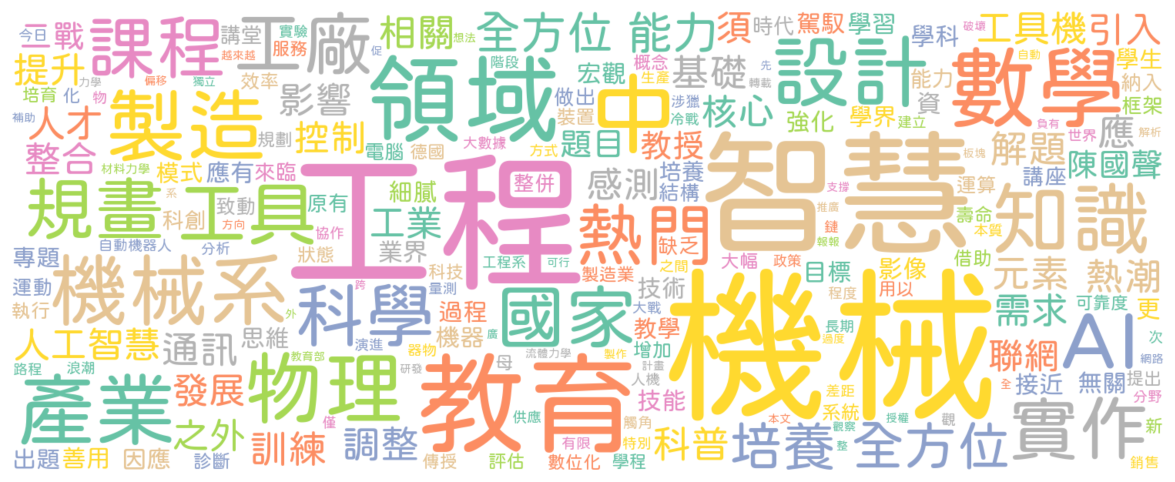 今日 二戰 課程 講堂 實驗 工廠 相關 全方位 能力 須 時代 駕馭 學習 學科 破壞 工具機 引入
越來越 服務 促 想法 階段 宏觀 概念 生產 基礎 設計 數學 自動 學生
提升 力學 偏移 獨立 效率 影響 領域 中 做出 涉獵 先 轉載 能力 納入
培育 化 物 製造 裝置 冷戰 核心 強化 學界 建立 資 框架
補助 人才 規劃 控制 電腦 德國 大數據 方式 題目 教授 智慧 負有 世界 解析 應
整合 材料力學 模式 應有 來臨 工程 整併 感測 培養 結構 板塊 解題 講座 陳國聲
規畫 工具 系 科創 致動 方向 原有 協作 細膩 工業 熱門 支撐 推廣 鏈 報報 運算 壽命 本質 知識
專題 自動機器人 分析 狀態 業界 缺乏 之間 大幅 政策 目標 影像 借助
運動 機械系 執行 外 科學 跨 科技 量測 工程系 可行 製造業 國家 技術 機械 程度 用以 元素 熱潮
人工智慧 通訊 思維 演進 過程 機器 廣 大戰 教學 長期 過度 需求 可靠度 更 AI 次
路程 浪潮 教育部 器物 母 流體力學 製作 增加 計畫 聯網 網路
產業 發展 物理 研發 教育 人機 技能 差距 系統 全 接近 無關 提出 分野
之外 僅 供應 觸角 本文 觀察 授權 觀 實作 新
出題 善用 因應 診斷 訓練 調整 傳授 評估 有限 數位化 特別 學程 科普 培養 整 全方位 銷售